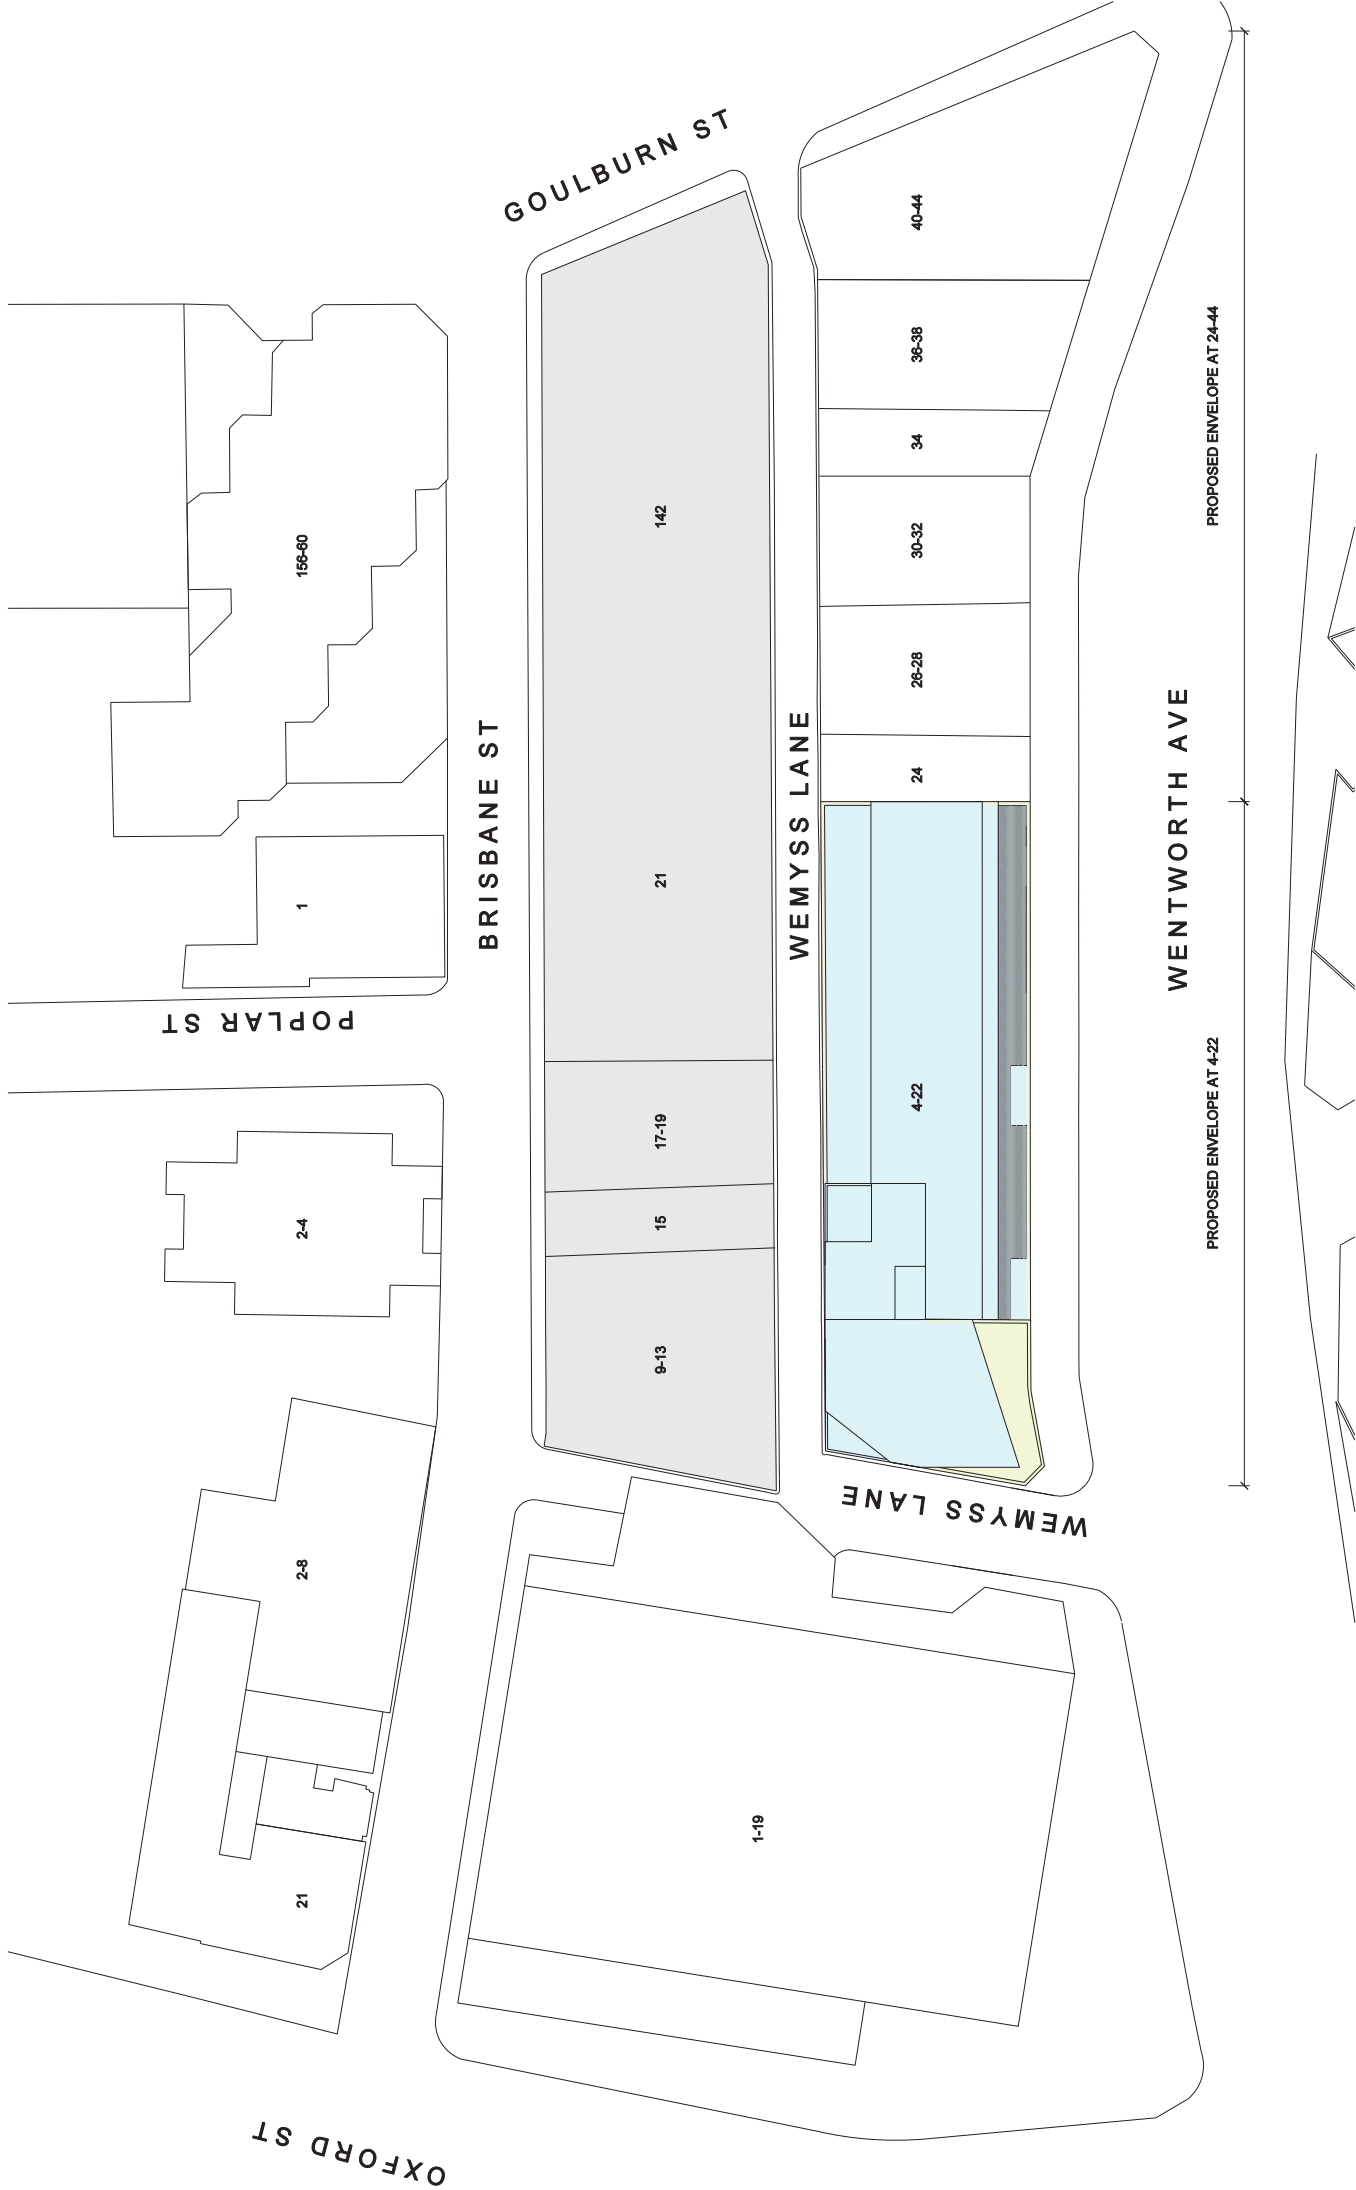 GOULBURN ST
40-44
36-38
34
30-32
26-28
24
4-22
PROPOSED ENVELOPE AT 24-44
PROPOSED ENVELOPE AT 4-22
WENTWORTH AVE
WEMYSS LANE
WEMYSS LANE
142
21
17-19
15
9-13
BRISBANE ST
156-60
1
POPLAR ST
2-4
2-8
21
1-19
OXFORD ST